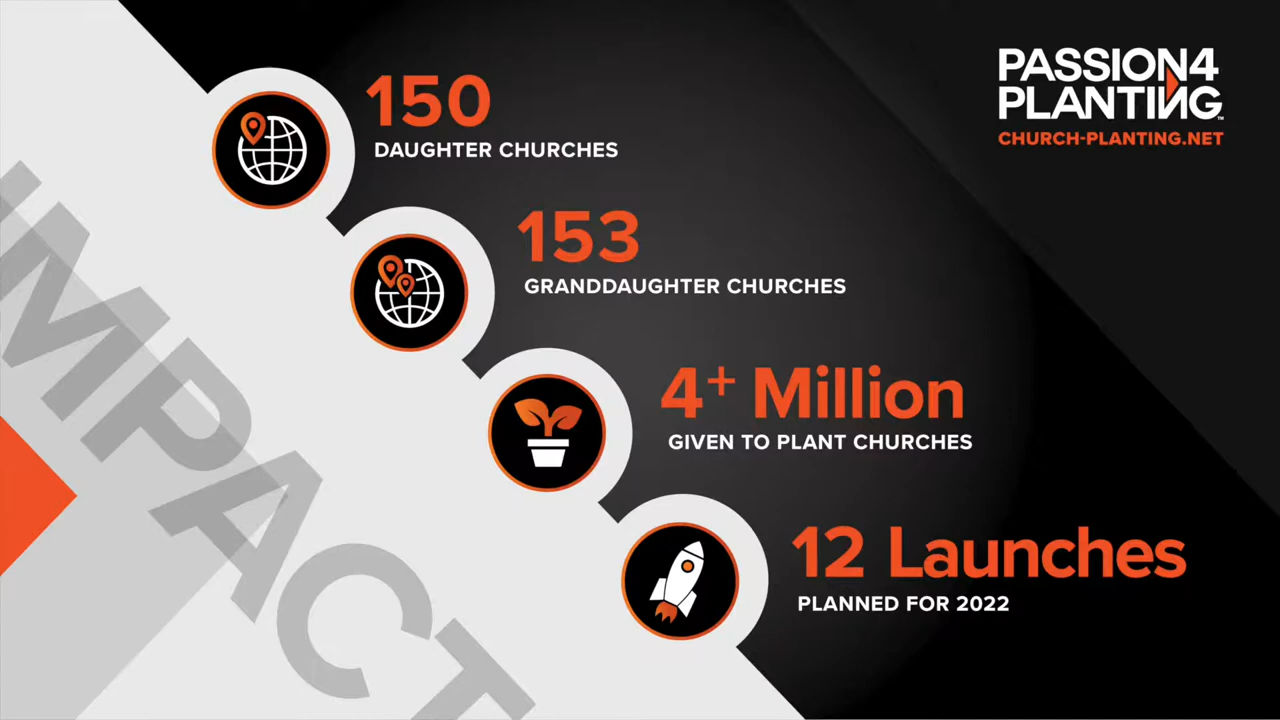 150
DAUGHTER CHURCHES
153
GRANDDAUGHTER CHURCHES
4+ Million
GIVEN TO PLANT CHURCHES
12 Launches
PLANNED FOR 2022
PASSION4
PLANTING™
CHURCH-PLANTING.NET
IMPACT